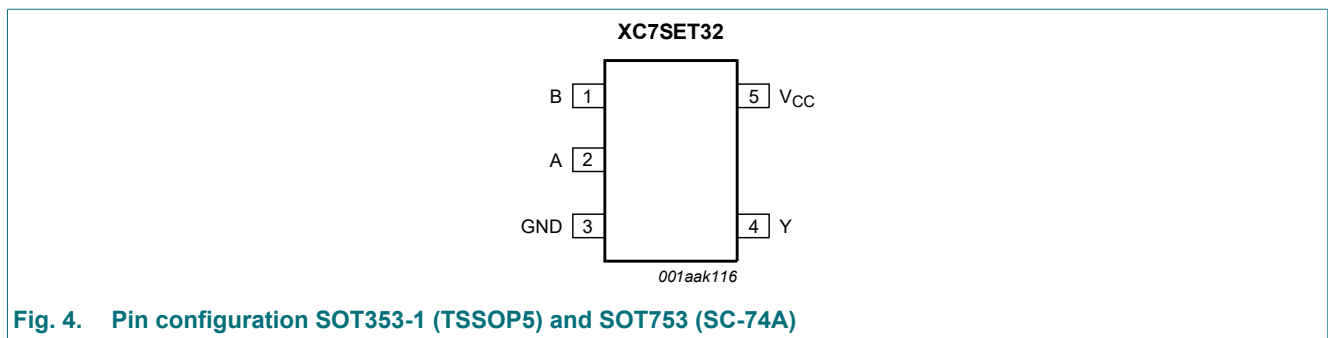 XC7SET32
B 1 5 VCC
A 2
GND 3 4 Y
001aak116
Fig. 4. Pin configuration SOT353-1 (TSSOP5) and SOT753 (SC-74A)